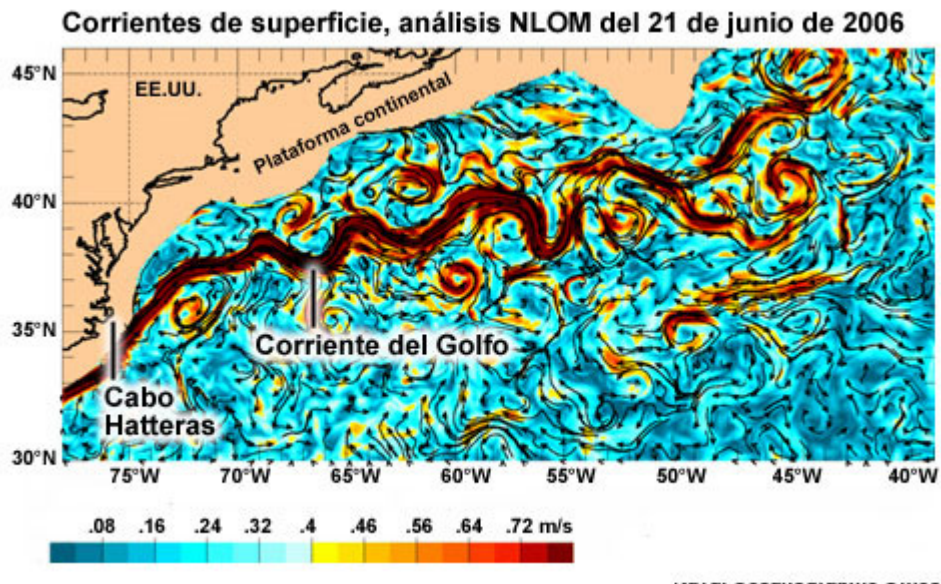 Corrientes de superficie, análisis NLOM del 21 de junio de 2006
45°N
EE.UU.
Plataforma continental
40°N
35°N
Corriente del Golfo
Cabo
Hatteras
30°N
75°W 70°W 65°W 60°W 55°W 50°W 45°W 40°W
.08 .16 .24 .32 .4 .46 .56 .64 .72 m/s